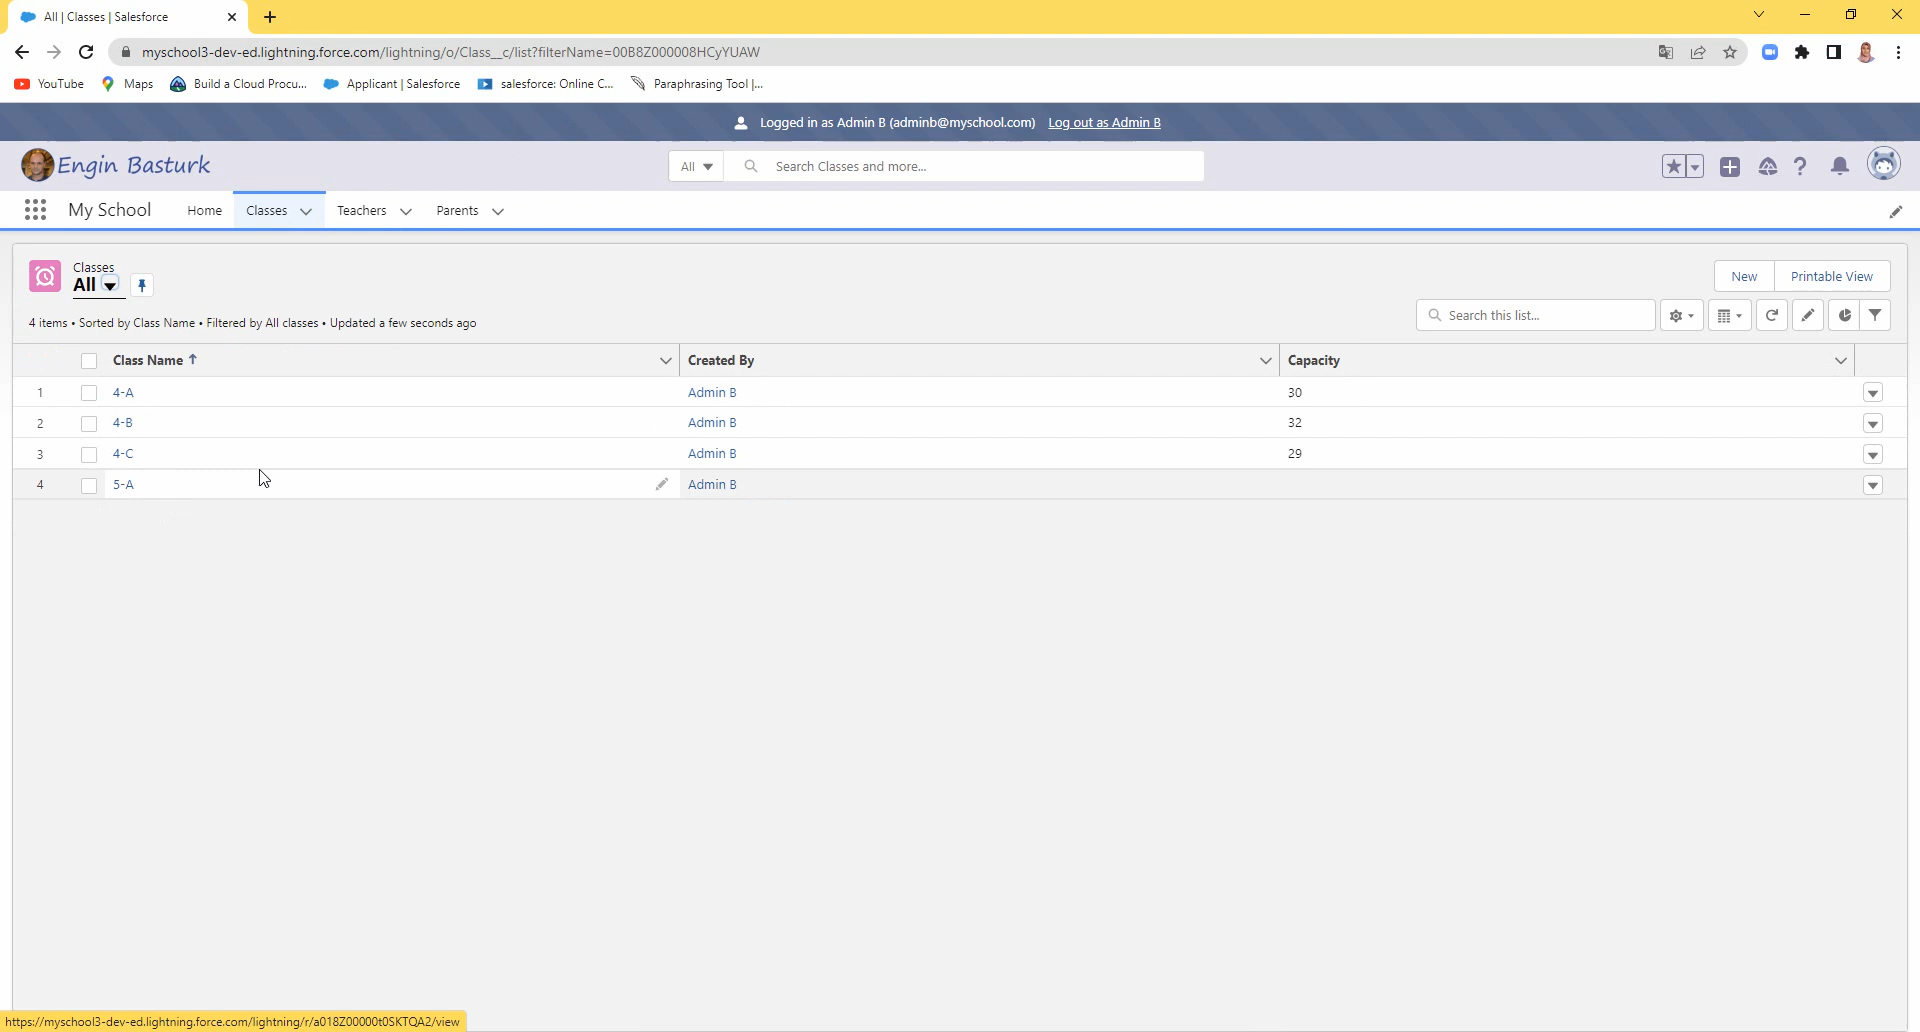 All | Classes | Salesforce
myschool3-dev-ed.lightning.force.com/lightning/o/Class__c/list?filterName=00B8Z000008HCyYUAW
YouTube Maps Build a Cloud Procu... Applicant | Salesforce salesforce: Online C... Paraphrasing Tool |...
Logged in as Admin B (adminb@myschool.com) Log out as Admin B
Engin Basturk All Search Classes and more...
My School Home Classes Teachers Parents
Classes
All
New Printable View
4 items • Sorted by Class Name • Filtered by All classes • Updated a few seconds ago
Search this list...
Class Name Created By Capacity
1 4-A Admin B 30
2 4-B Admin B 32
3 4-C Admin B 29
4 5-A Admin B
https://myschool3-dev-ed.lightning.force.com/lightning/r/a018Z00000t0SKTQA2/view